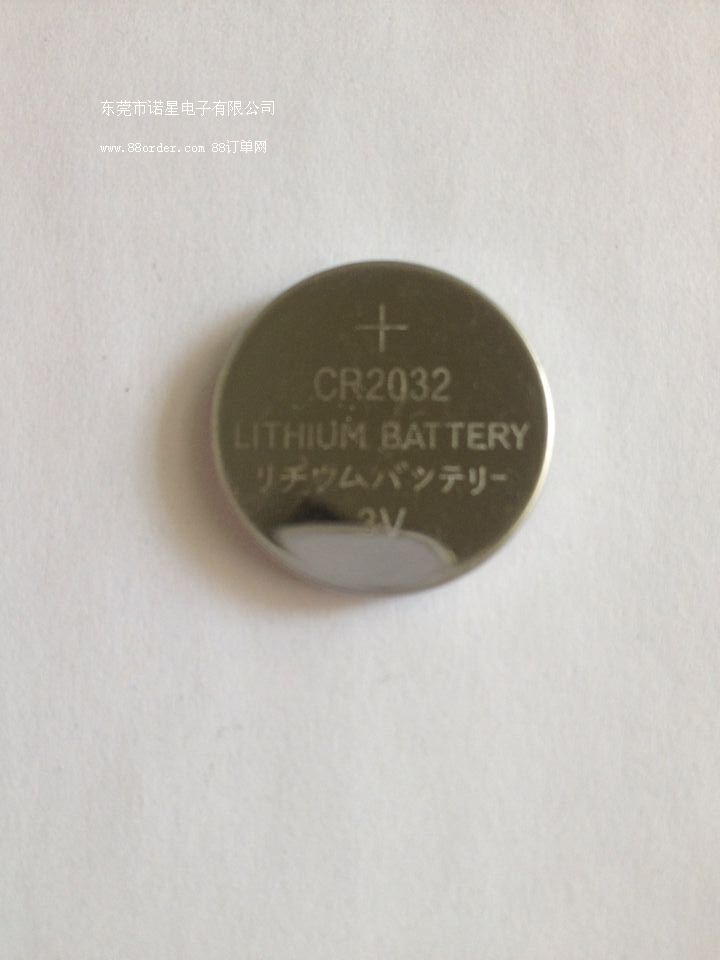 东莞市诺星电子有限公司
www.88order.com 88订单网
+
CR2032
LITHIUM BATTERY
リチウムバッテリー
3V